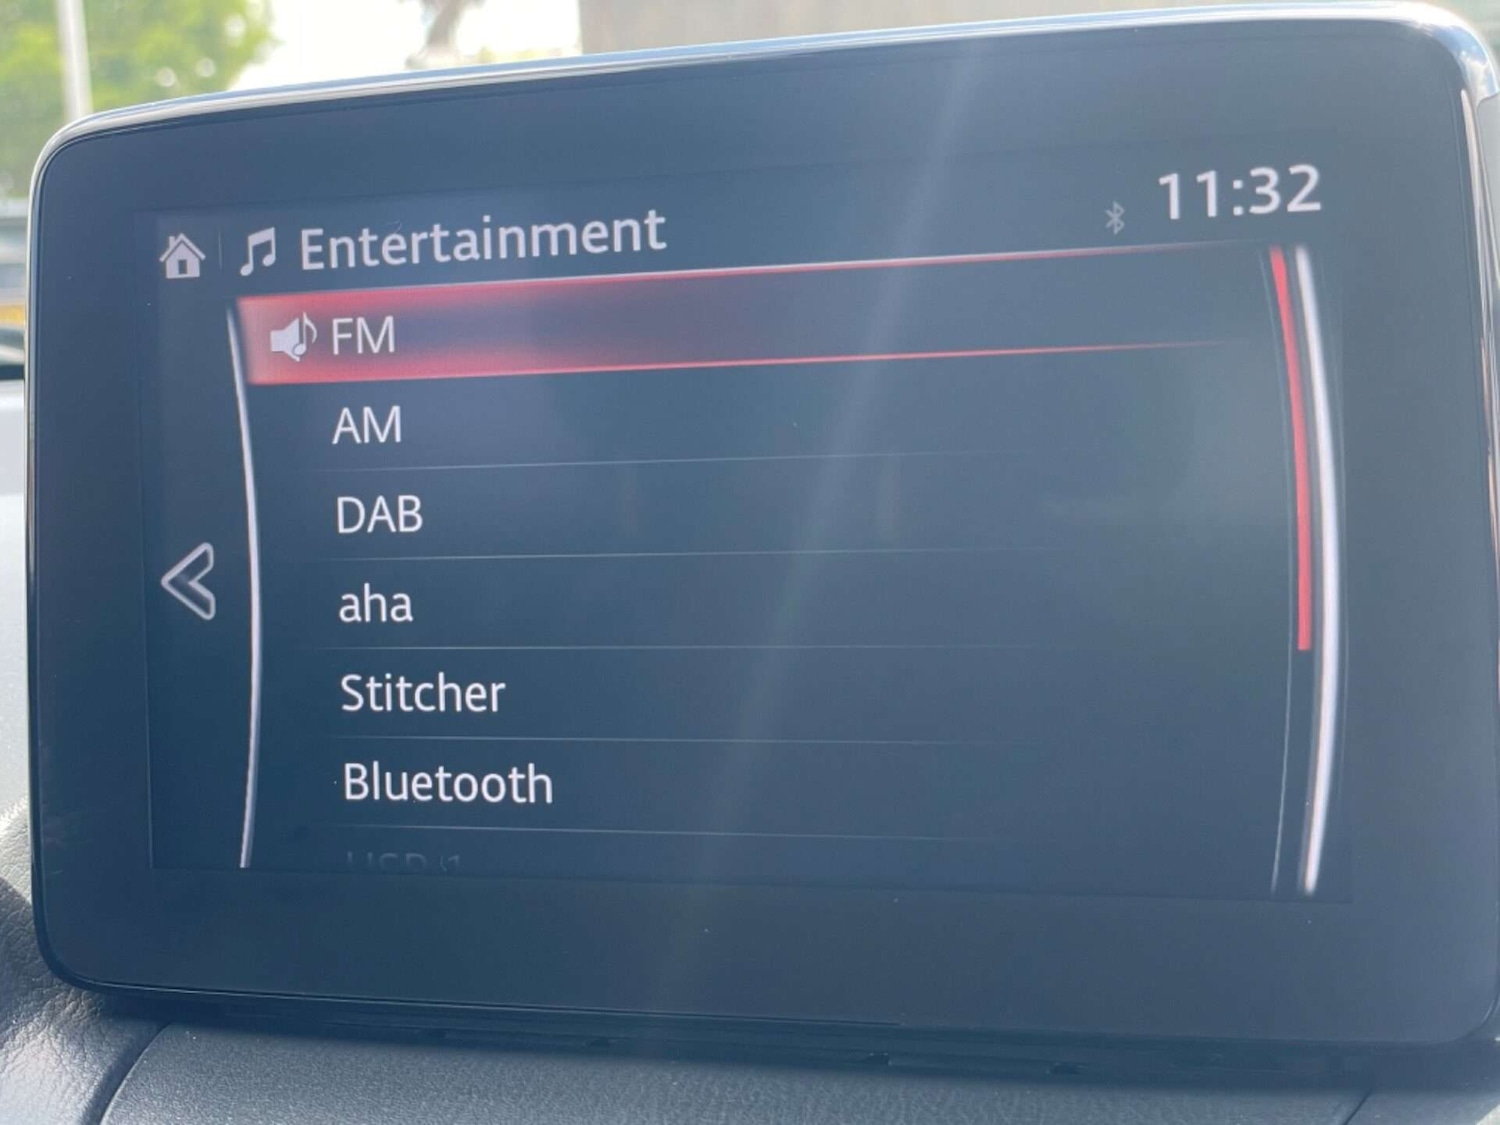 Entertainment
11:32
FM
AM
DAB
aha
Stitcher
Bluetooth